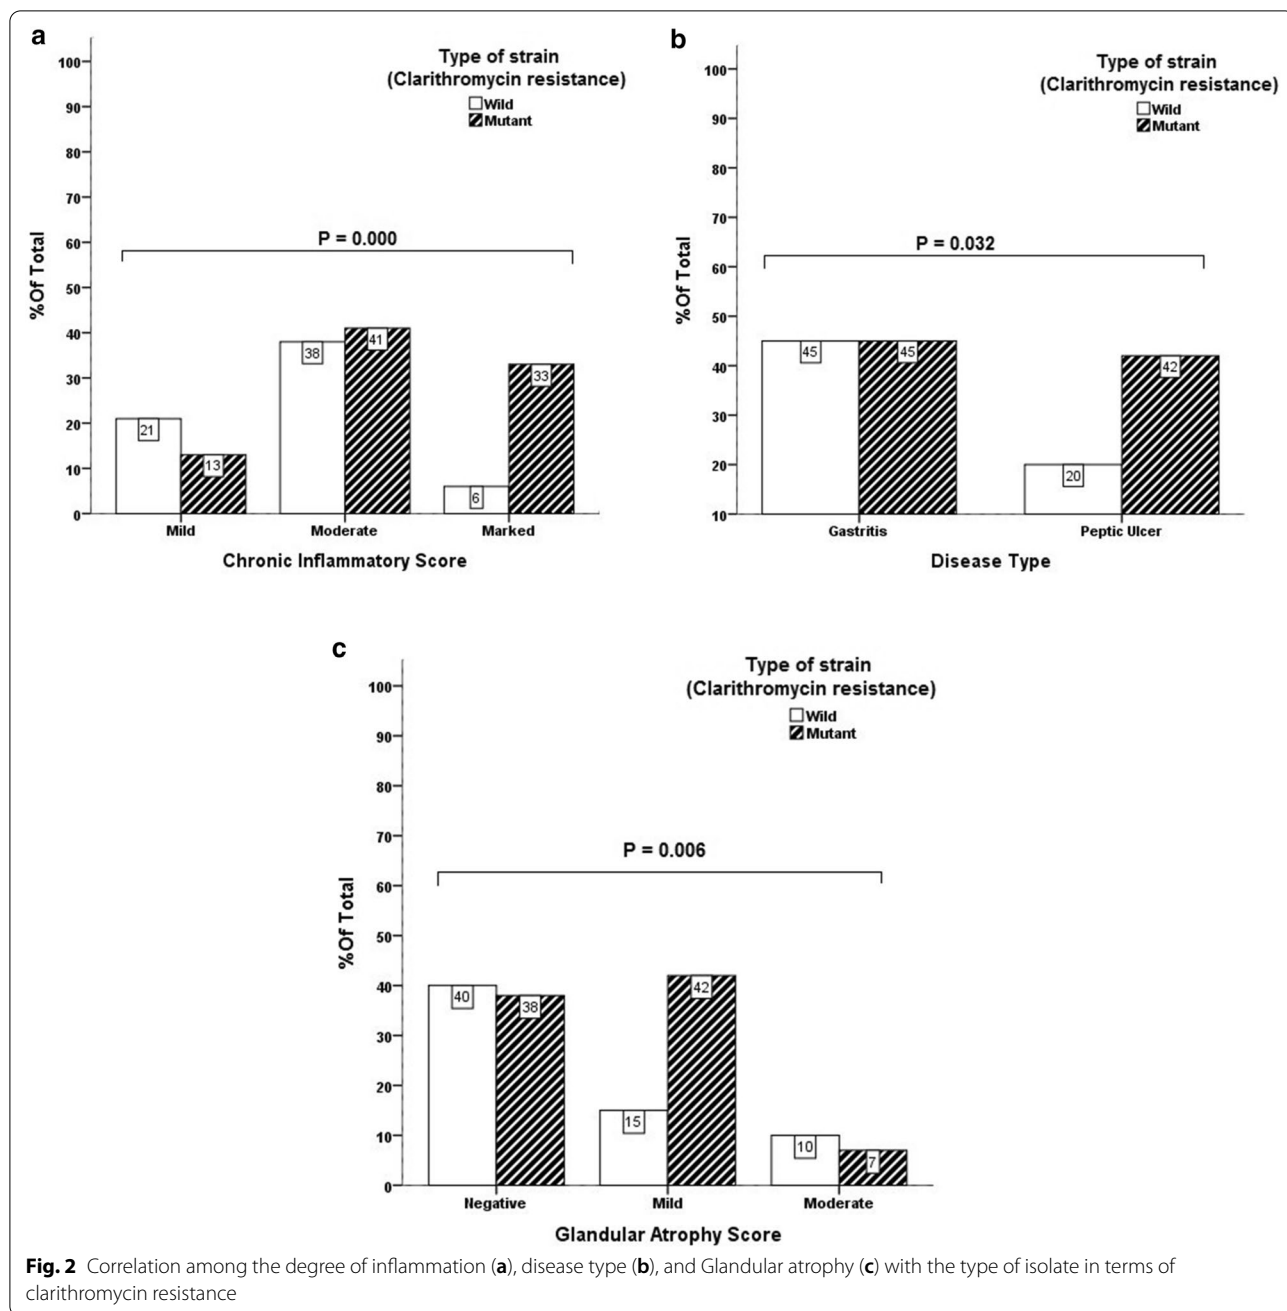 a
Type of strain
(Clarithromycin resistance)
Wild
Mutant
100
90
80
70
60
50
40
30
20
10
0
%Of Total
P = 0.000
21
13
38
41
6
33
Mild Moderate Marked
Chronic Inflammatory Score
b
Type of strain
(Clarithromycin resistance)
Wild
Mutant
100
90
80
70
60
50
40
30
20
10
%Of Total
P = 0.032
45
45
20
42
Gastritis Peptic Ulcer
Disease Type
c
Type of strain
(Clarithromycin resistance)
Wild
Mutant
100
90
80
70
60
50
40
30
20
10
0
%Of Total
P = 0.006
40
38
15
42
10
7
Negative Mild Moderate
Glandular Atrophy Score
Fig. 2 Correlation among the degree of inflammation (a), disease type (b), and Glandular atrophy (c) with the type of isolate in terms of
clarithromycin resistance